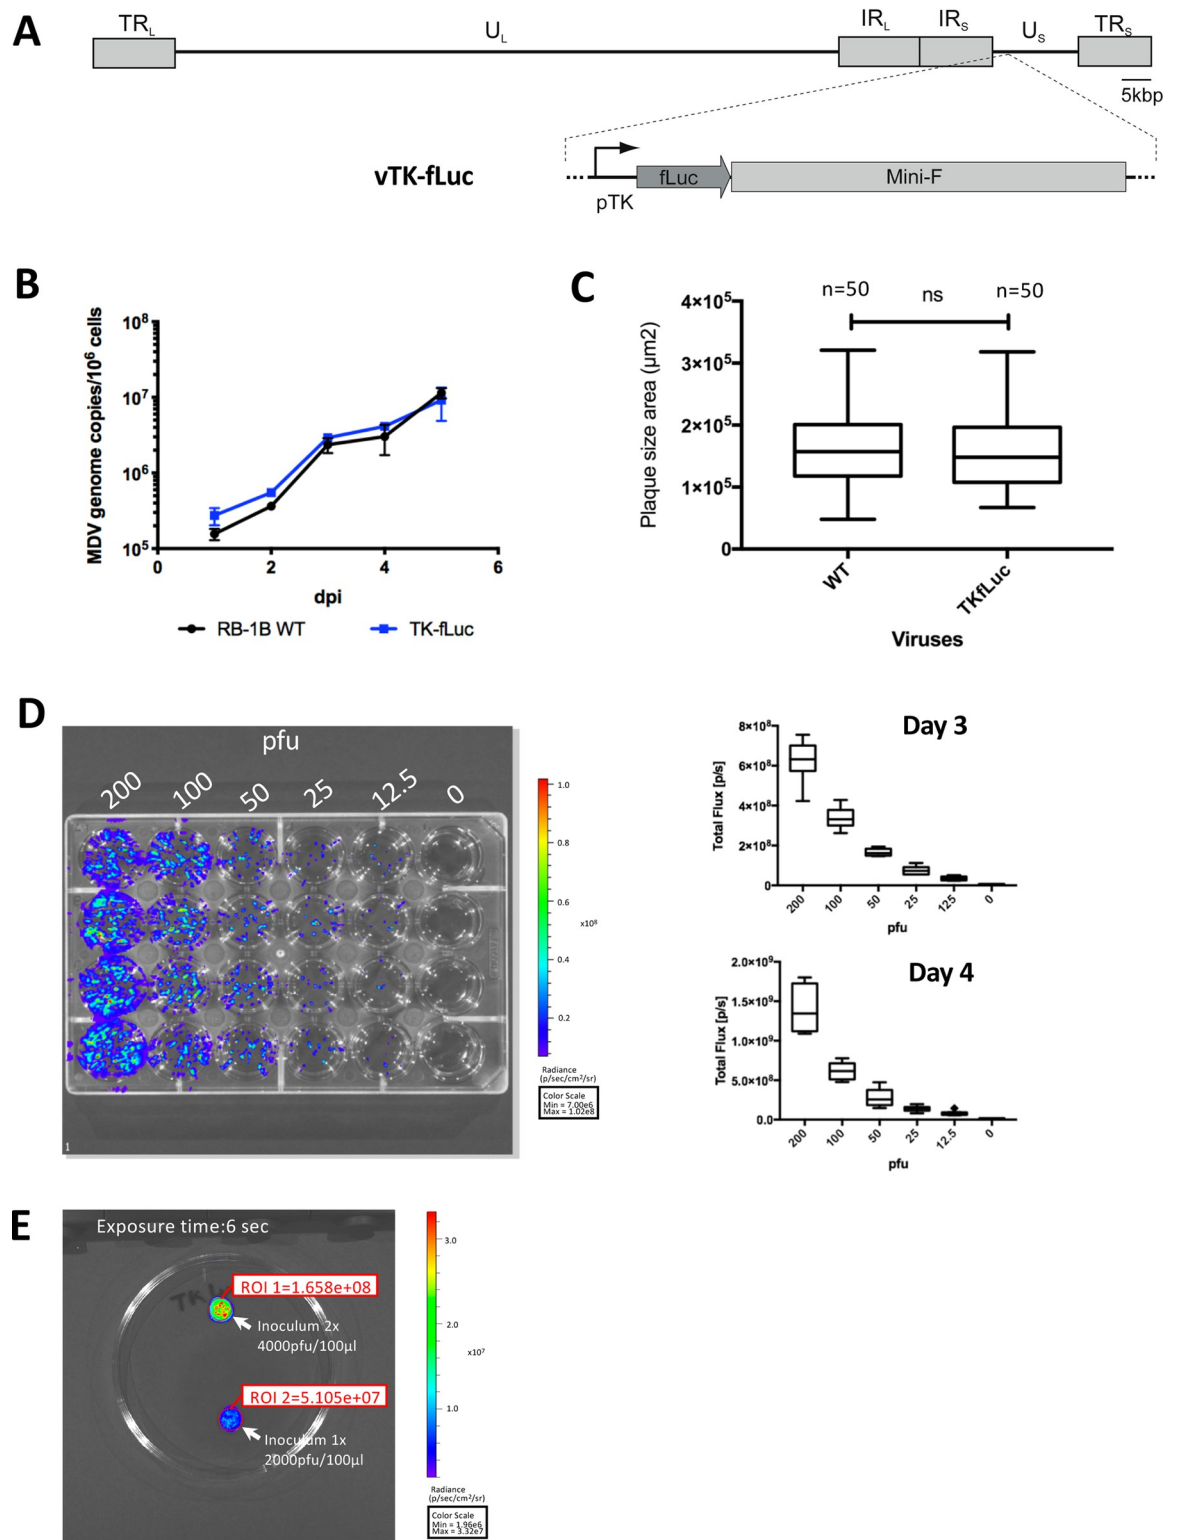 A
TRL
UL
IRL
IRS
US
TRS
5kbp
vTK-fLuc
pTK
fLuc
Mini-F
B
MDV genome copies/10⁶ cells
10⁸
10⁷
10⁶
10⁵
0
2
4
6
dpi
RB-1B WT
TK-fLuc
C
Plaque size area (µm2)
n=50
ns
n=50
4×10⁵
3×10⁵
2×10⁵
1×10⁵
0
WT
TKfLuc
Viruses
D
pfu
200
100
50
25
12.5
0
1
1.0
0.8
0.6
x10⁸
0.4
0.2
Radiance
(p/sec/cm²/sr)
Color Scale
Min = 7.00e6
Max = 1.02e8
Day 3
Total Flux [p/s]
8×10⁸
6×10⁸
4×10⁸
2×10⁸
0
200
100
50
25
12.5
0
pfu
Day 4
Total Flux [p/s]
2.0×10⁹
1.5×10⁹
1.0×10⁹
5.0×10⁸
0.0
200
100
50
25
12.5
0
pfu
E
Exposure time:6 sec
TK
ROI 1=1.658e+08
Inoculum 2x
4000pfu/100µl
ROI 2=5.105e+07
Inoculum 1x
2000pfu/100µl
3.0
2.0
x10⁷
1.0
Radiance
(p/sec/cm²/sr)
Color Scale
Min = 1.96e6
Max = 3.32e7